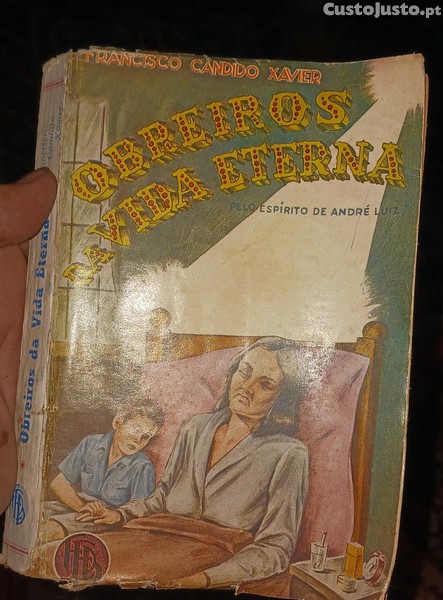 CustoJusto.pt
FRANCISCO CANDIDO XAVIER
OBREIROS
DA VIDA ETERNA
PELO ESPÍRITO DE ANDRÉ LUIZ
Obreiros da Vida Eterna
FEB